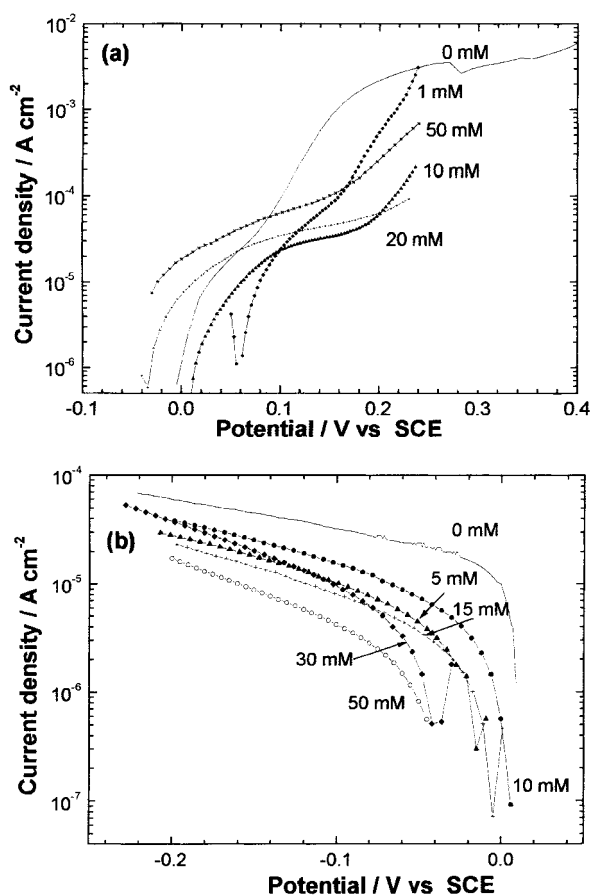 (a)
0 mM
1 mM
50 mM
10 mM
20 mM
10⁻²
10⁻³
10⁻⁴
10⁻⁵
10⁻⁶
Current density / A cm⁻²
-0.1 0.0 0.1 0.2 0.3 0.4
Potential / V vs SCE
(b)
0 mM
5 mM
15 mM
30 mM
50 mM
10 mM
10⁻⁴
10⁻⁵
10⁻⁶
10⁻⁷
Current density / A cm⁻²
-0.2 -0.1 0.0
Potential / V vs SCE